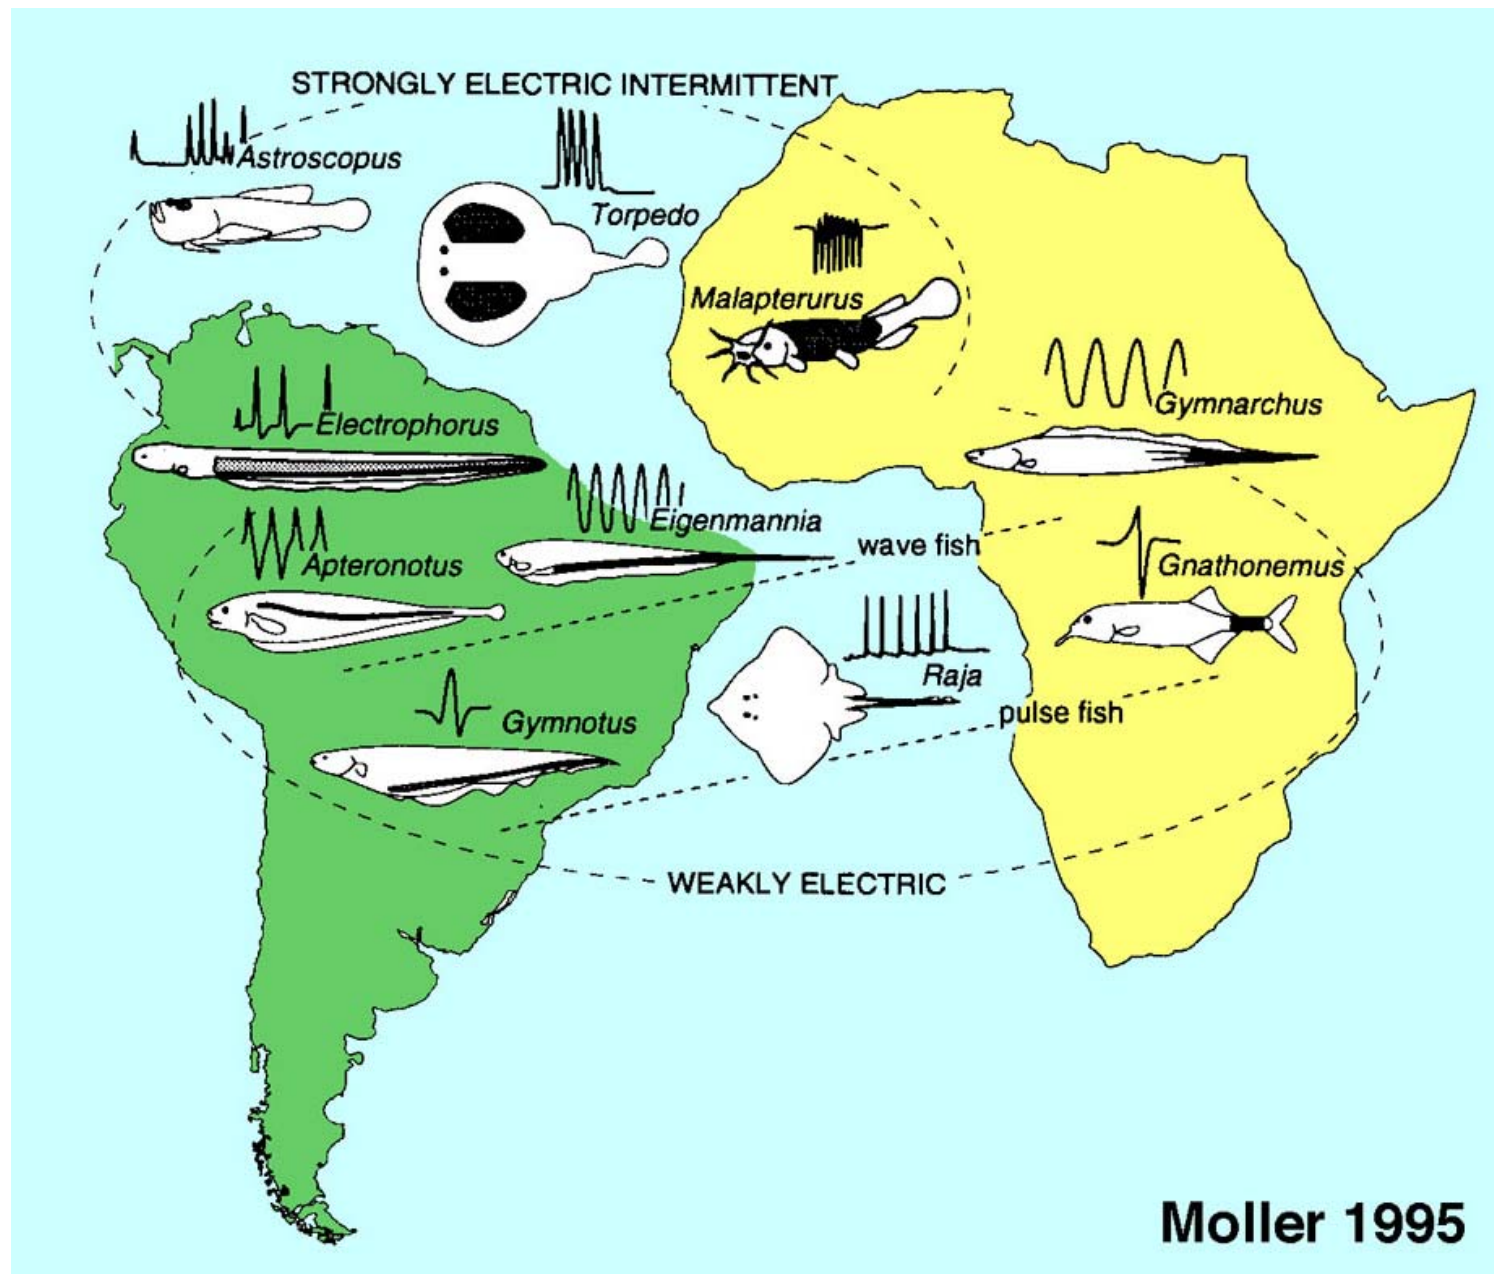 STRONGLY ELECTRIC INTERMITTENT
Astroscopus
Torpedo
Malapterurus
Gymnarchus
Electrophorus
Eigenmannia
wave fish
Apteronotus
Gnathonemus
Raja
pulse fish
Gymnotus
WEAKLY ELECTRIC
Moller 1995